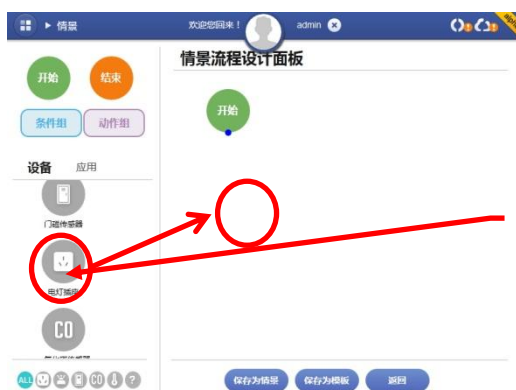 情景 欢迎您回来！ admin
情景流程设计面板
开始 结束
开始
条件组 动作组
设备 应用
门磁传感器
电灯插座
CO
ALL CO ?
保存为情景 保存为模板 返回